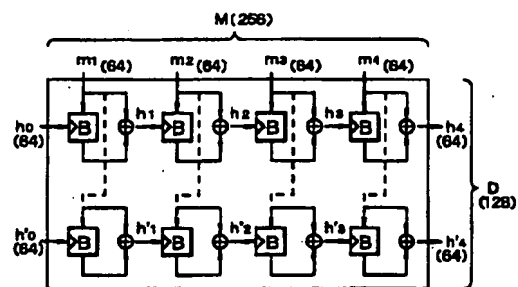 M(256)
m1(64) m2(64) m3(64) m4(64)
h0
(64)
B h1 B h2 B h3 B h4
(64)
D
(128)
h'0
(64)
B h'1 B h'2 B h'3 B h'4
(64)